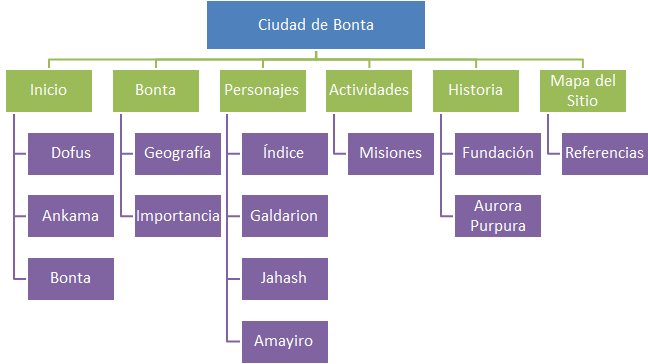 Ciudad de Bonta
Inicio
Bonta
Personajes
Actividades
Historia
Mapa del
Sitio
Dofus
Geografía
Índice
Misiones
Fundación
Referencias
Ankama
Importancia
Galdarion
Aurora
Purpura
Bonta
Jahash
Amayiro